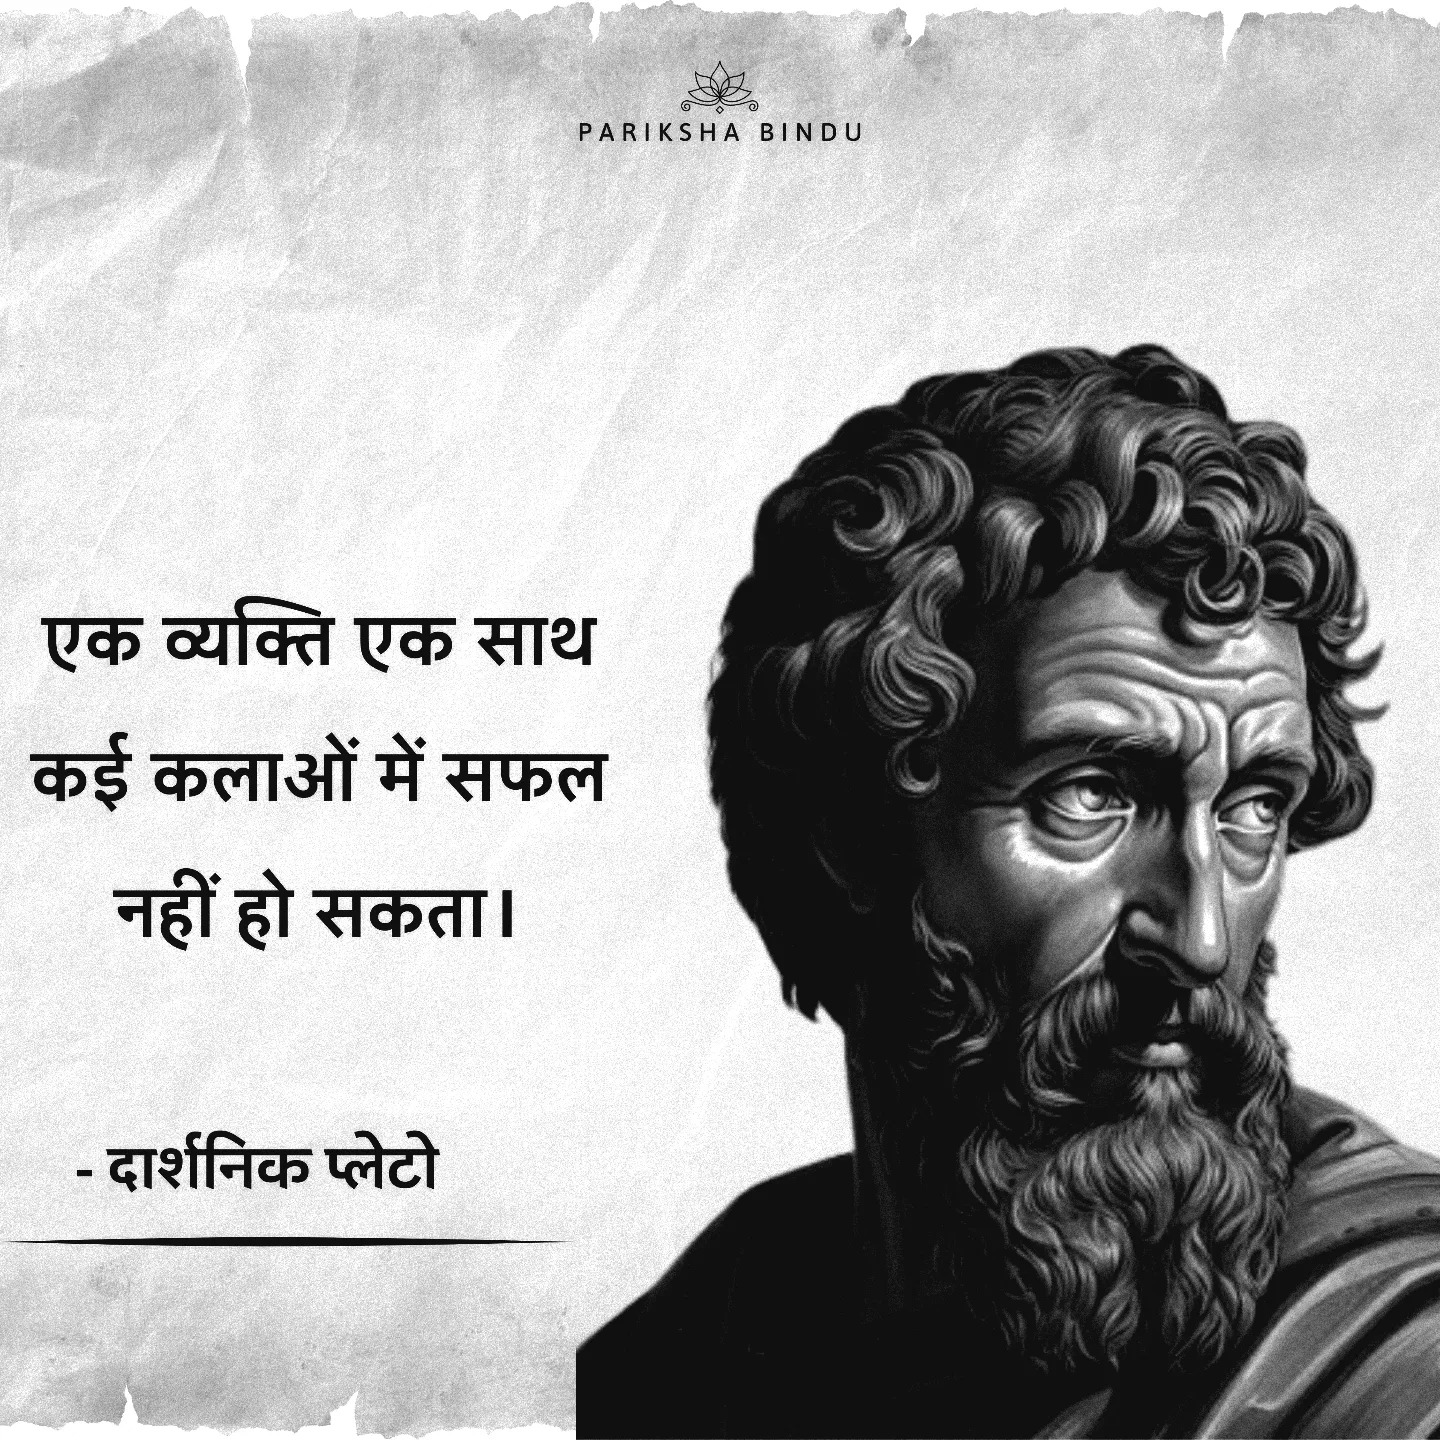 PARIKSHA BINDU
एक व्यक्ति एक साथ
कई कलाओं में सफल
नहीं हो सकता।
- दार्शनिक प्लेटो